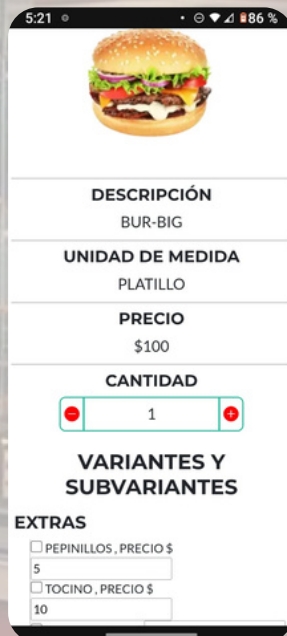 5:21
86 %
DESCRIPCIÓN
BUR-BIG
UNIDAD DE MEDIDA
PLATILLO
PRECIO
$100
CANTIDAD
1
VARIANTES Y
SUBVARIANTES
EXTRAS
PEPINILLOS , PRECIO $
5
TOCINO , PRECIO $
10